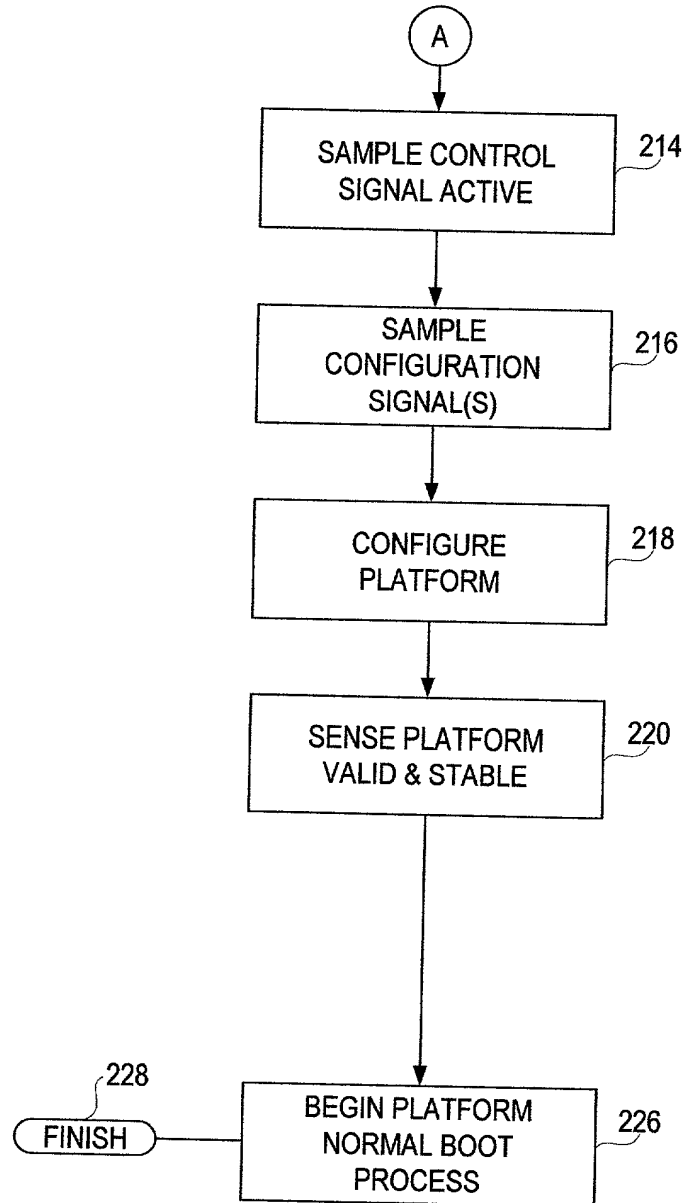 A
SAMPLE CONTROL
SIGNAL ACTIVE
214
SAMPLE
CONFIGURATION
SIGNAL(S)
216
CONFIGURE
PLATFORM
218
SENSE PLATFORM
VALID & STABLE
220
228
FINISH
BEGIN PLATFORM
NORMAL BOOT
PROCESS
226